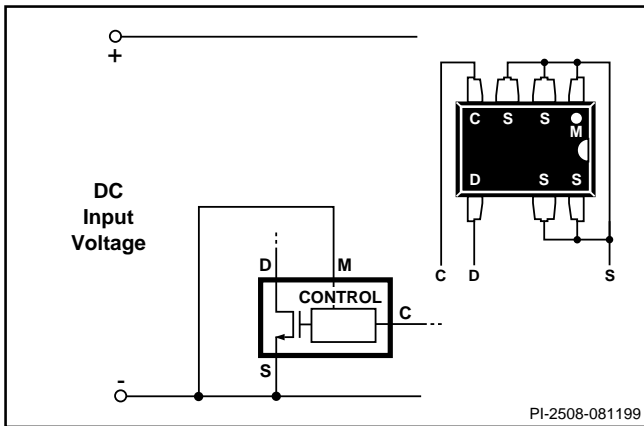 +
DC
Input
Voltage
-
C S S M
D S S
C D S
D M
CONTROL
C
S
PI-2508-081199